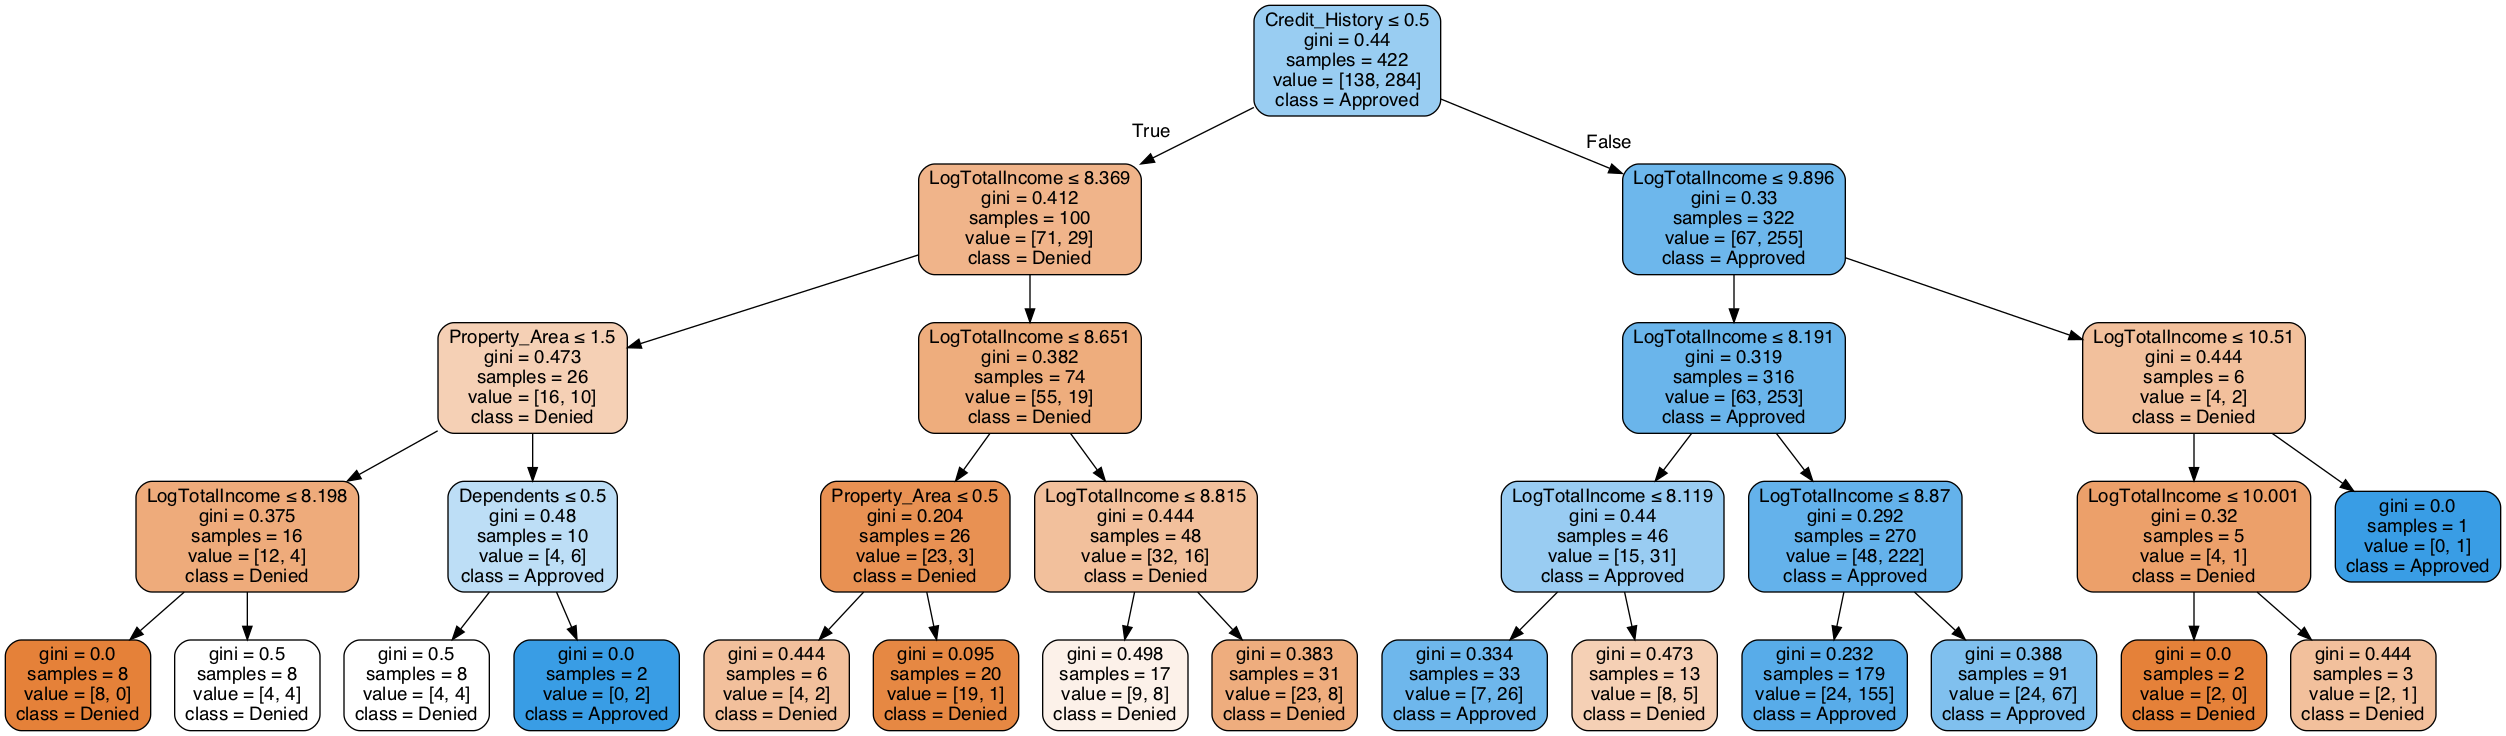 Credit_History ≤ 0.5
gini = 0.44
samples = 422
value = [138, 284]
class = Approved
True
False
LogTotalIncome ≤ 8.369
gini = 0.412
samples = 100
value = [71, 29]
class = Denied
LogTotalIncome ≤ 9.896
gini = 0.33
samples = 322
value = [67, 255]
class = Approved
Property_Area ≤ 1.5
gini = 0.473
samples = 26
value = [16, 10]
class = Denied
LogTotalIncome ≤ 8.651
gini = 0.382
samples = 74
value = [55, 19]
class = Denied
LogTotalIncome ≤ 8.191
gini = 0.319
samples = 316
value = [63, 253]
class = Approved
LogTotalIncome ≤ 10.51
gini = 0.444
samples = 6
value = [4, 2]
class = Denied
LogTotalIncome ≤ 8.198
gini = 0.375
samples = 16
value = [12, 4]
class = Denied
Dependents ≤ 0.5
gini = 0.48
samples = 10
value = [4, 6]
class = Approved
Property_Area ≤ 0.5
gini = 0.204
samples = 26
value = [23, 3]
class = Denied
LogTotalIncome ≤ 8.815
gini = 0.444
samples = 48
value = [32, 16]
class = Denied
LogTotalIncome ≤ 8.119
gini = 0.44
samples = 46
value = [15, 31]
class = Approved
LogTotalIncome ≤ 8.87
gini = 0.292
samples = 270
value = [48, 222]
class = Approved
LogTotalIncome ≤ 10.001
gini = 0.32
samples = 5
value = [4, 1]
class = Denied
gini = 0.0
samples = 1
value = [0, 1]
class = Approved
gini = 0.0
samples = 8
value = [8, 0]
class = Denied
gini = 0.5
samples = 8
value = [4, 4]
class = Denied
gini = 0.5
samples = 8
value = [4, 4]
class = Denied
gini = 0.0
samples = 2
value = [0, 2]
class = Approved
gini = 0.444
samples = 6
value = [4, 2]
class = Denied
gini = 0.095
samples = 20
value = [19, 1]
class = Denied
gini = 0.498
samples = 17
value = [9, 8]
class = Denied
gini = 0.383
samples = 31
value = [23, 8]
class = Denied
gini = 0.334
samples = 33
value = [7, 26]
class = Approved
gini = 0.473
samples = 13
value = [8, 5]
class = Denied
gini = 0.232
samples = 179
value = [24, 155]
class = Approved
gini = 0.388
samples = 91
value = [24, 67]
class = Approved
gini = 0.0
samples = 2
value = [2, 0]
class = Denied
gini = 0.444
samples = 3
value = [2, 1]
class = Denied